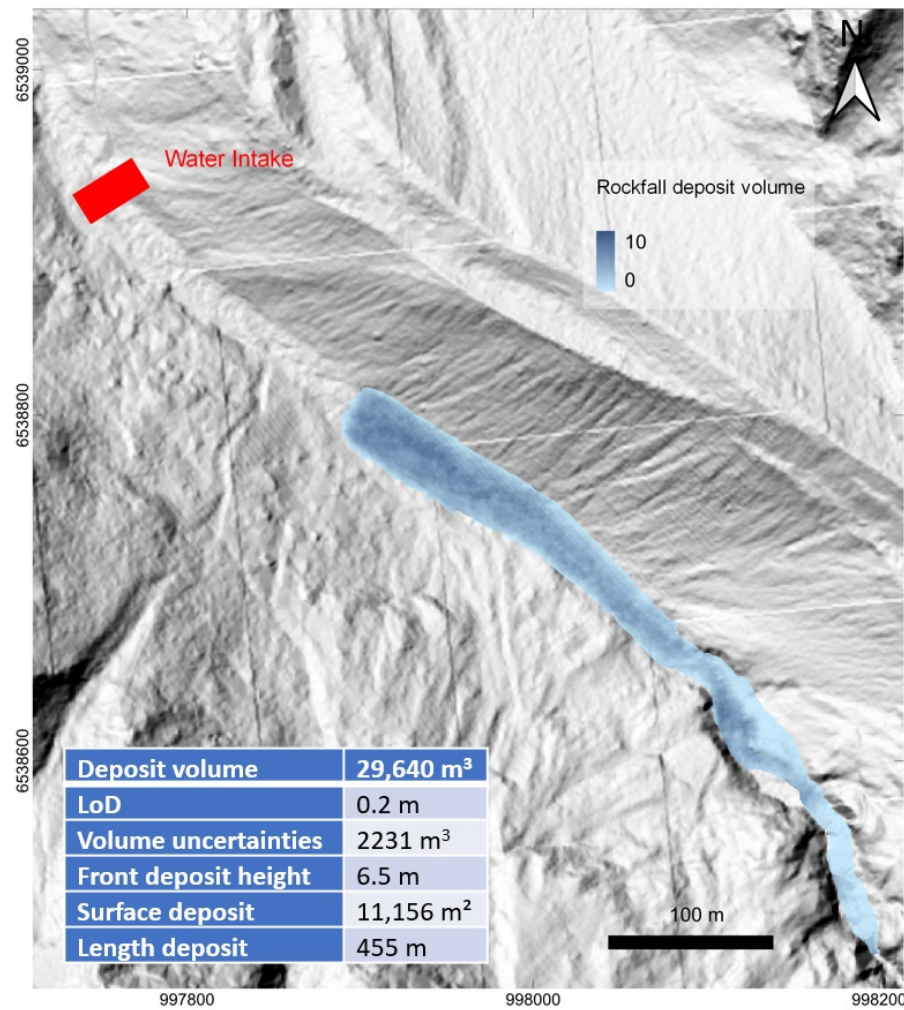 N
6539000
Water Intake
Rockfall deposit volume
10
0
6538800
6538600
Deposit volume 29,640 m³
LoD 0.2 m
Volume uncertainties 2231 m³
Front deposit height 6.5 m
Surface deposit 11,156 m²
Length deposit 455 m
100 m
997800 998000 998200